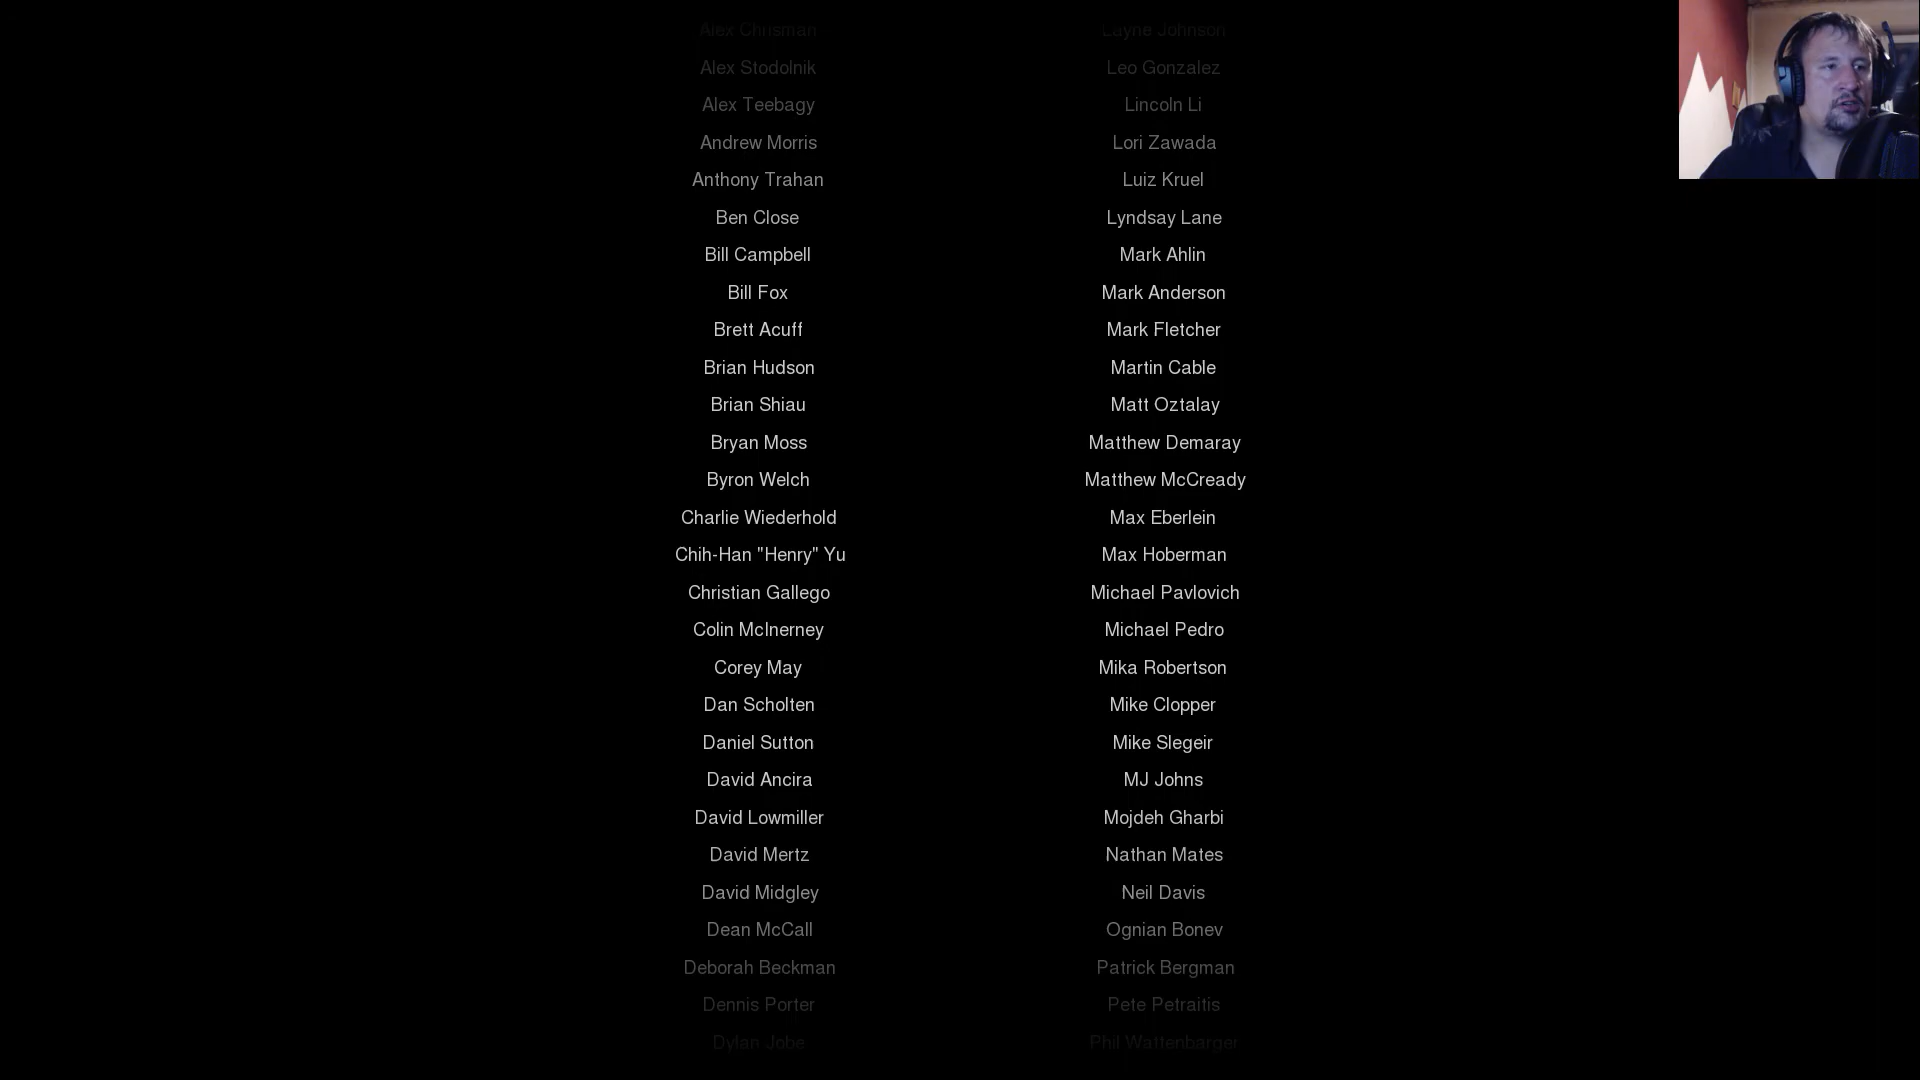 Alex Chrisman
Alex Stodolnik
Alex Teebagy
Andrew Morris
Anthony Trahan
Ben Close
Bill Campbell
Bill Fox
Brett Acuff
Brian Hudson
Brian Shiau
Bryan Moss
Byron Welch
Charlie Wiederhold
Chih-Han "Henry" Yu
Christian Gallego
Colin McInerney
Corey May
Dan Scholten
Daniel Sutton
David Ancira
David Lowmiller
David Mertz
David Midgley
Dean McCall
Deborah Beckman
Dennis Porter
Dylan Jobe
Layne Johnson
Leo Gonzalez
Lincoln Li
Lori Zawada
Luiz Kruel
Lyndsay Lane
Mark Ahlin
Mark Anderson
Mark Fletcher
Martin Cable
Matt Oztalay
Matthew Demaray
Matthew McCready
Max Eberlein
Max Hoberman
Michael Pavlovich
Michael Pedro
Mika Robertson
Mike Clopper
Mike Slegeir
MJ Johns
Mojdeh Gharbi
Nathan Mates
Neil Davis
Ognian Bonev
Patrick Bergman
Pete Petraitis
Phil Wattenbarger